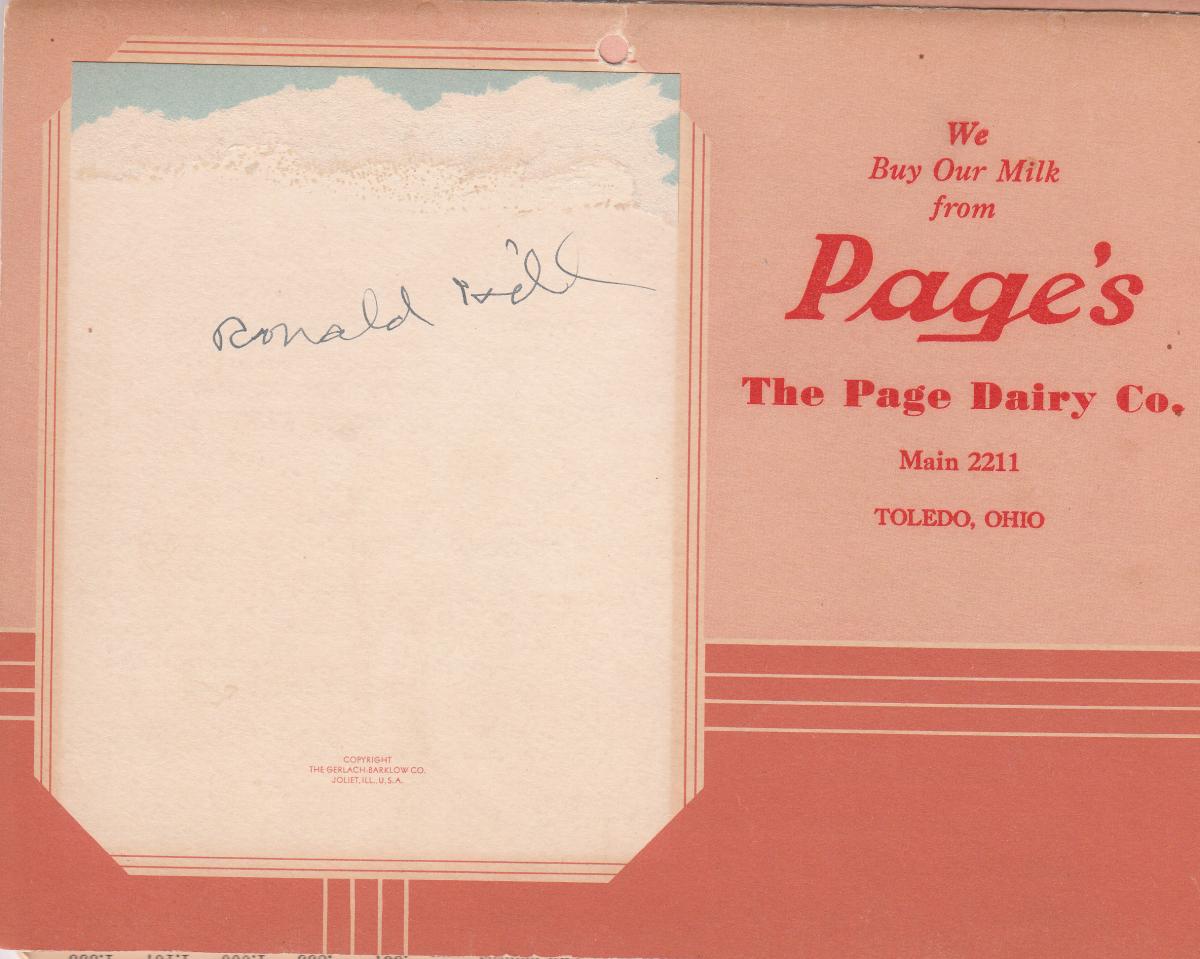 Ronald
We
Buy Our Milk
from
Page's
The Page Dairy Co.
Main 2211
TOLEDO, OHIO
COPYRIGHT
THE GERLACH-BARKLOW CO.
JOLIET, ILL., U.S.A.